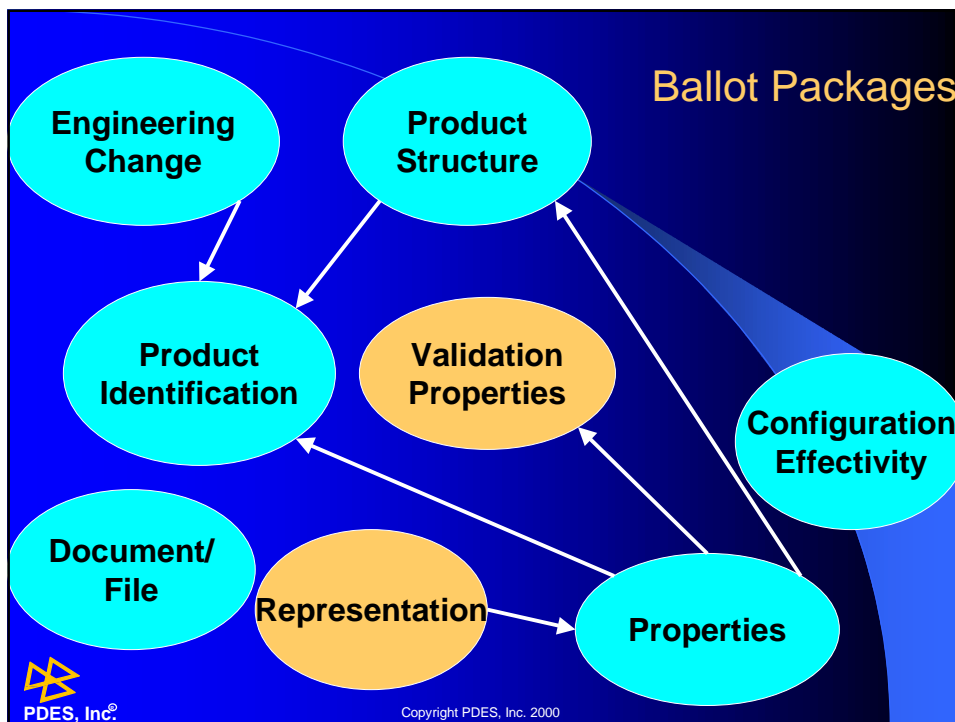 Ballot Packages
Engineering
Change
Product
Structure
Product
Identification
Validation
Properties
Configuration
Effectivity
Document/
File
Representation
Properties
PDES, Inc.©
Copyright PDES, Inc. 2000